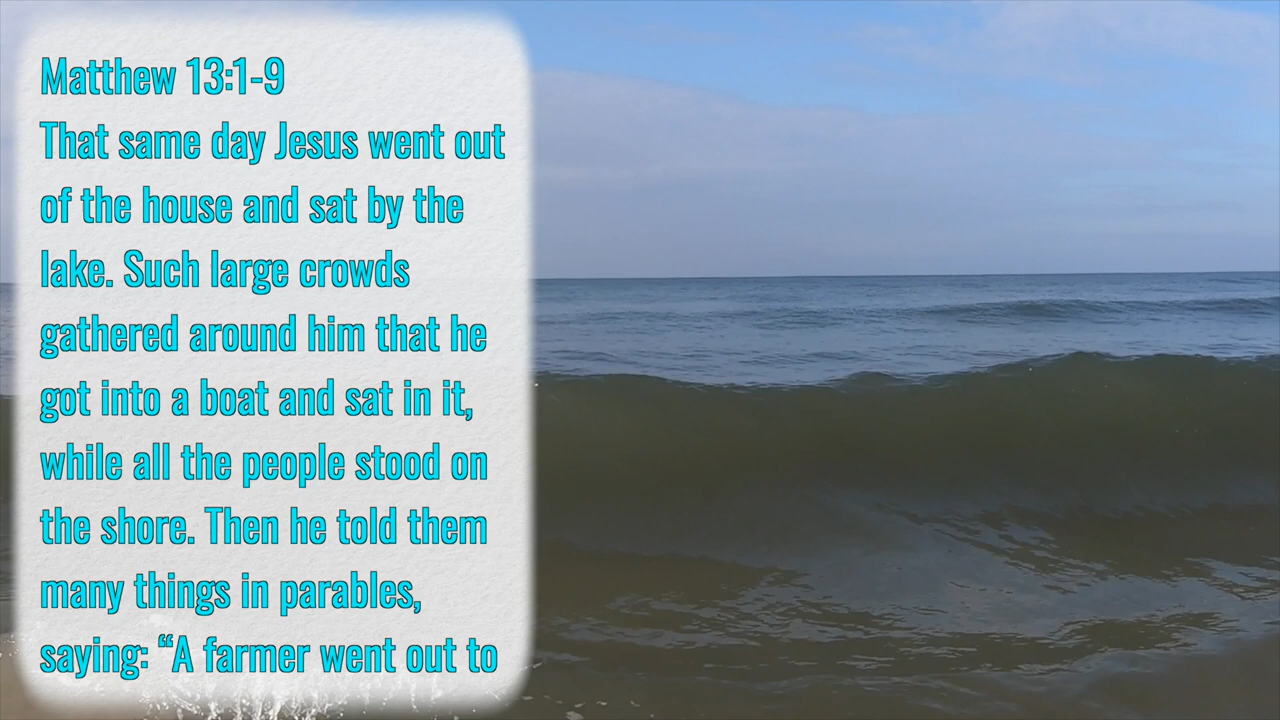 Matthew 13:1-9
That same day Jesus went out
of the house and sat by the
lake. Such large crowds
gathered around him that he
got into a boat and sat in it,
while all the people stood on
the shore. Then he told them
many things in parables,
saying: “A farmer went out to